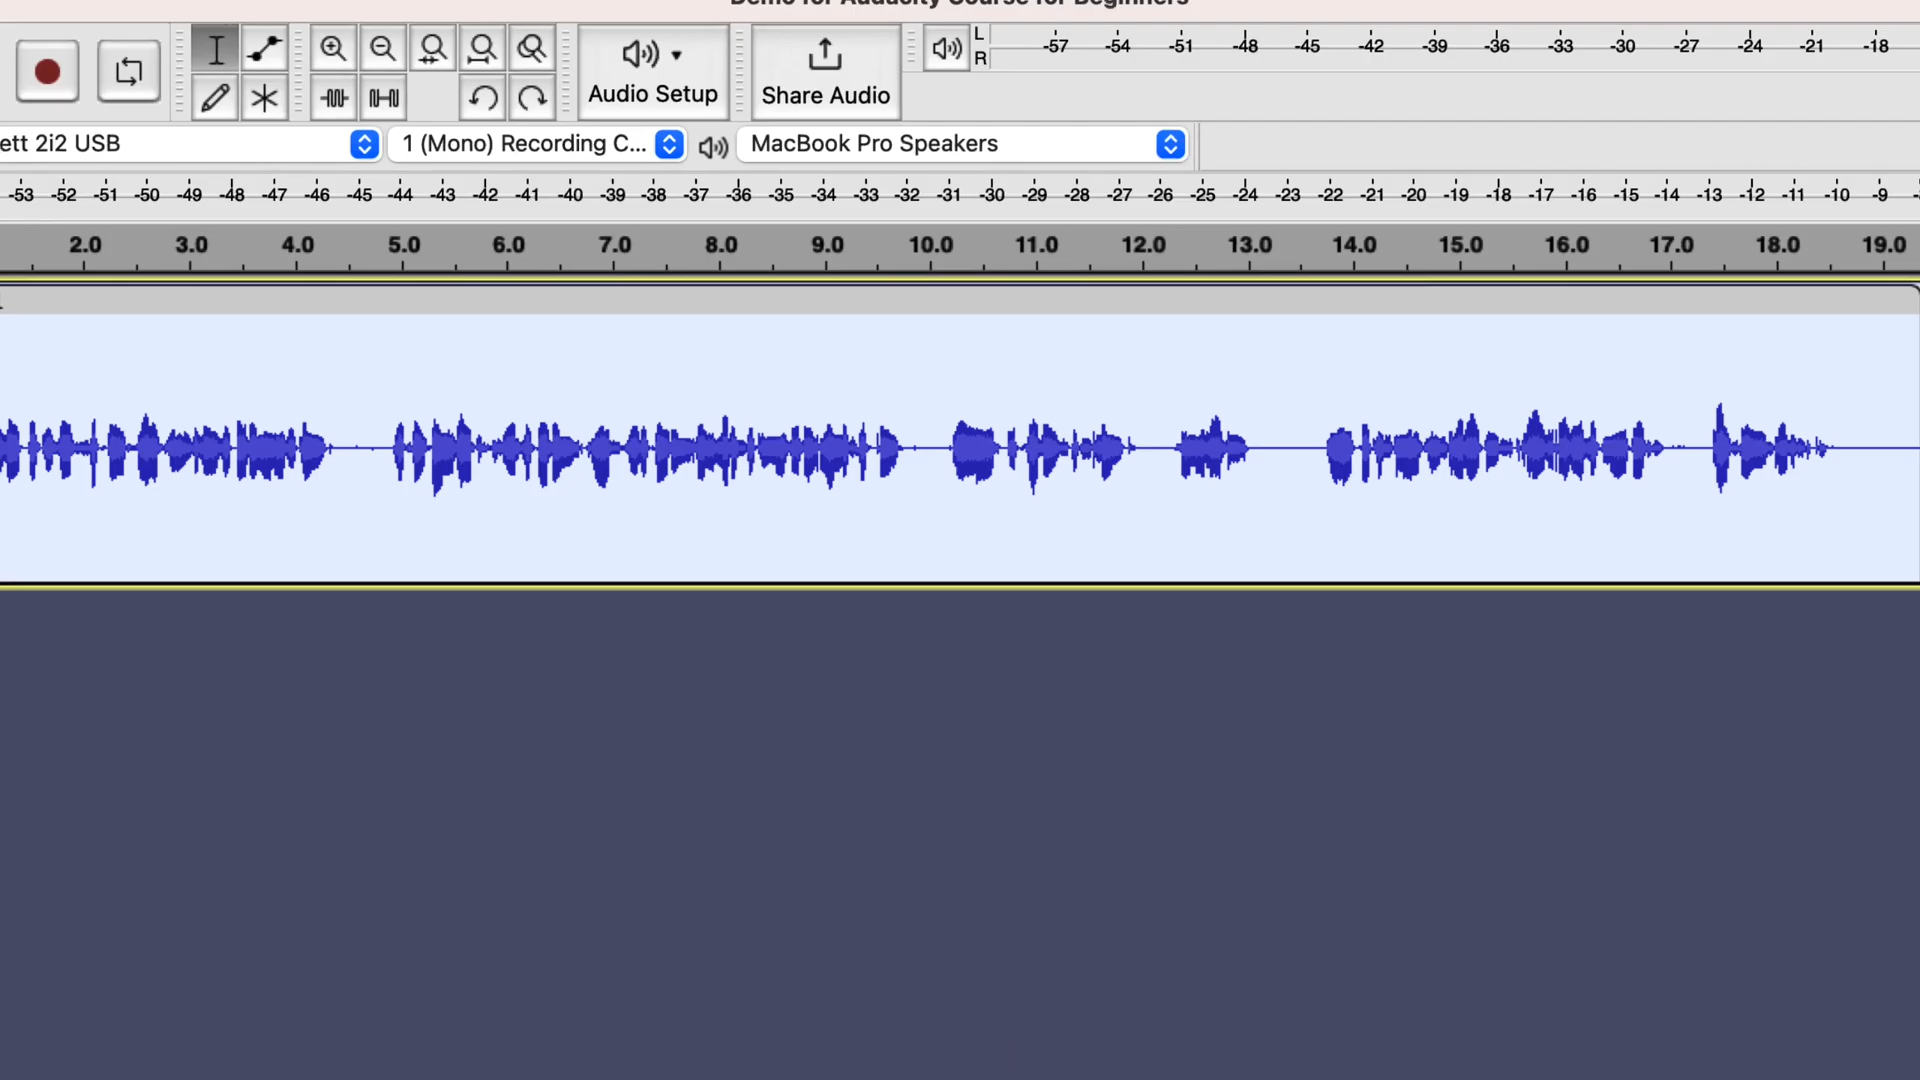 Demo for Audacity Course for Beginners
L
R
-57 -54 -51 -48 -45 -42 -39 -36 -33 -30 -27 -24 -21 -18
Audio Setup
Share Audio
ett 2i2 USB
1 (Mono) Recording C...
MacBook Pro Speakers
-53 -52 -51 -50 -49 -48 -47 -46 -45 -44 -43 -42 -41 -40 -39 -38 -37 -36 -35 -34 -33 -32 -31 -30 -29 -28 -27 -26 -25 -24 -23 -22 -21 -20 -19 -18 -17 -16 -15 -14 -13 -12 -11 -10 -9
2.0 3.0 4.0 5.0 6.0 7.0 8.0 9.0 10.0 11.0 12.0 13.0 14.0 15.0 16.0 17.0 18.0 19.0